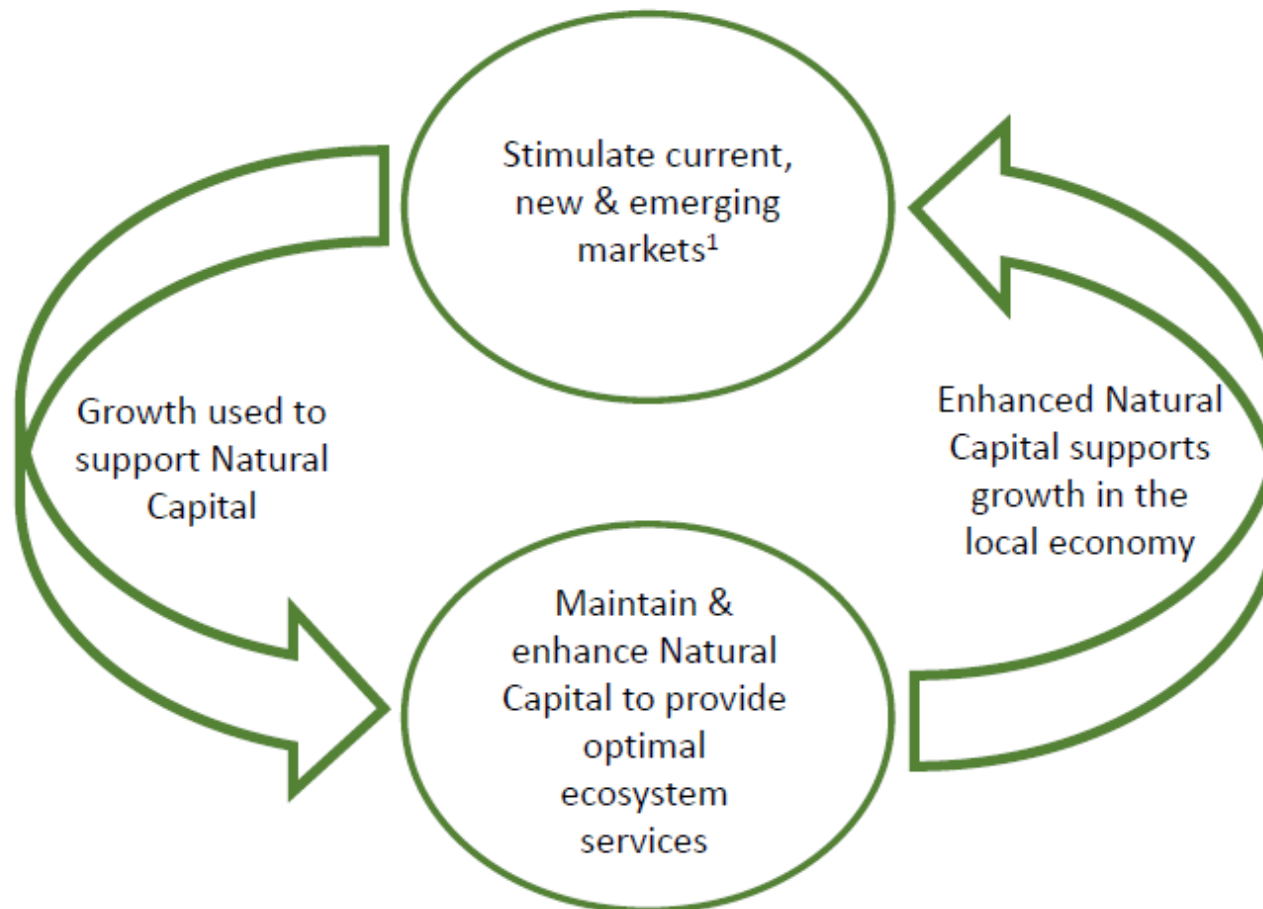 Stimulate current,
new & emerging
markets¹
Growth used to
support Natural
Capital
Enhanced Natural
Capital supports
growth in the
local economy
Maintain &
enhance Natural
Capital to provide
optimal
ecosystem
services